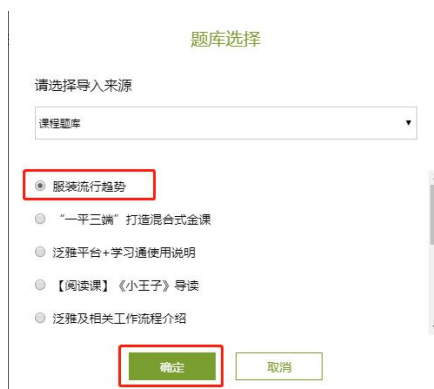 题库选择
请选择导入来源
课程题库
服装流行趋势
“一平三端”打造混合式金课
泛雅平台+学习通使用说明
【阅读课】《小王子》导读
泛雅及相关工作流程介绍
确定 取消